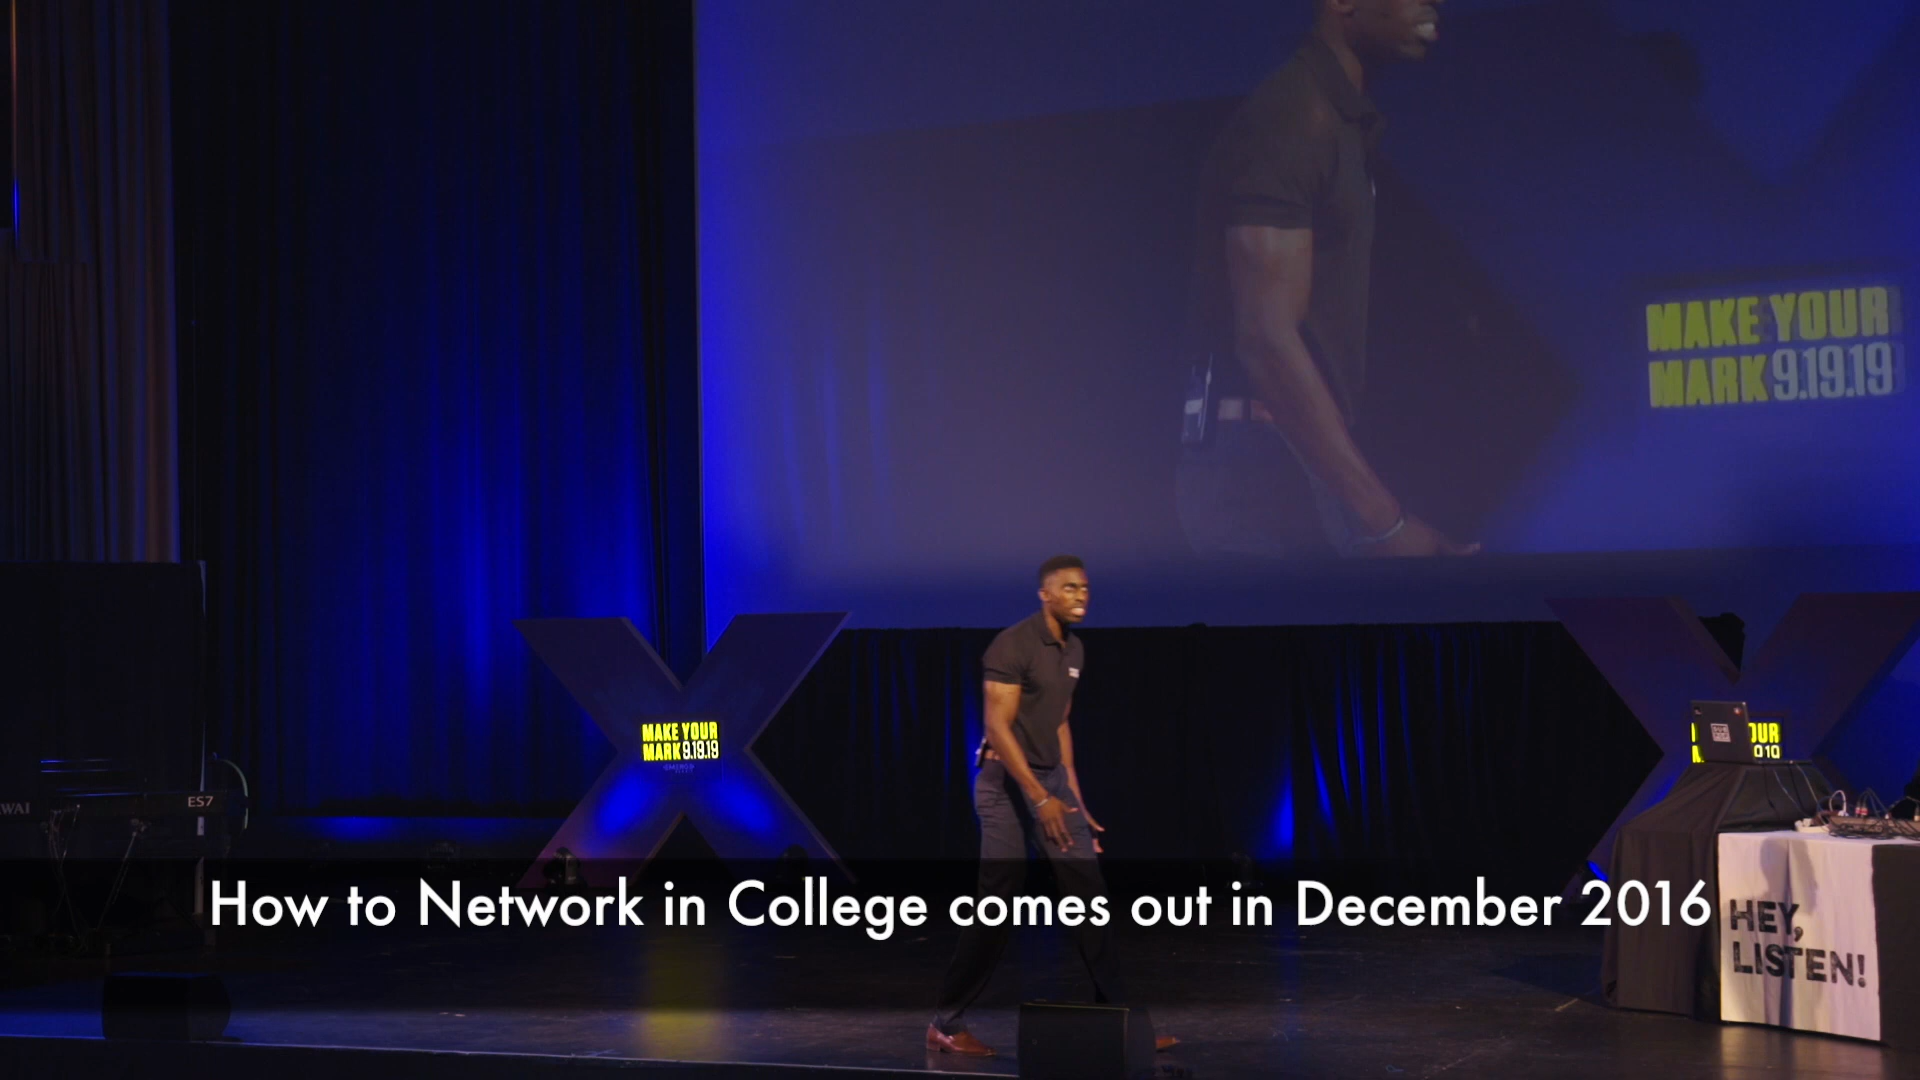 MAKE YOUR
MARK 9.19.19
MAKE YOUR
MARK 9.19.19
OUR
ES7
How to Network in College comes out in December 2016
HEY,
LISTEN!